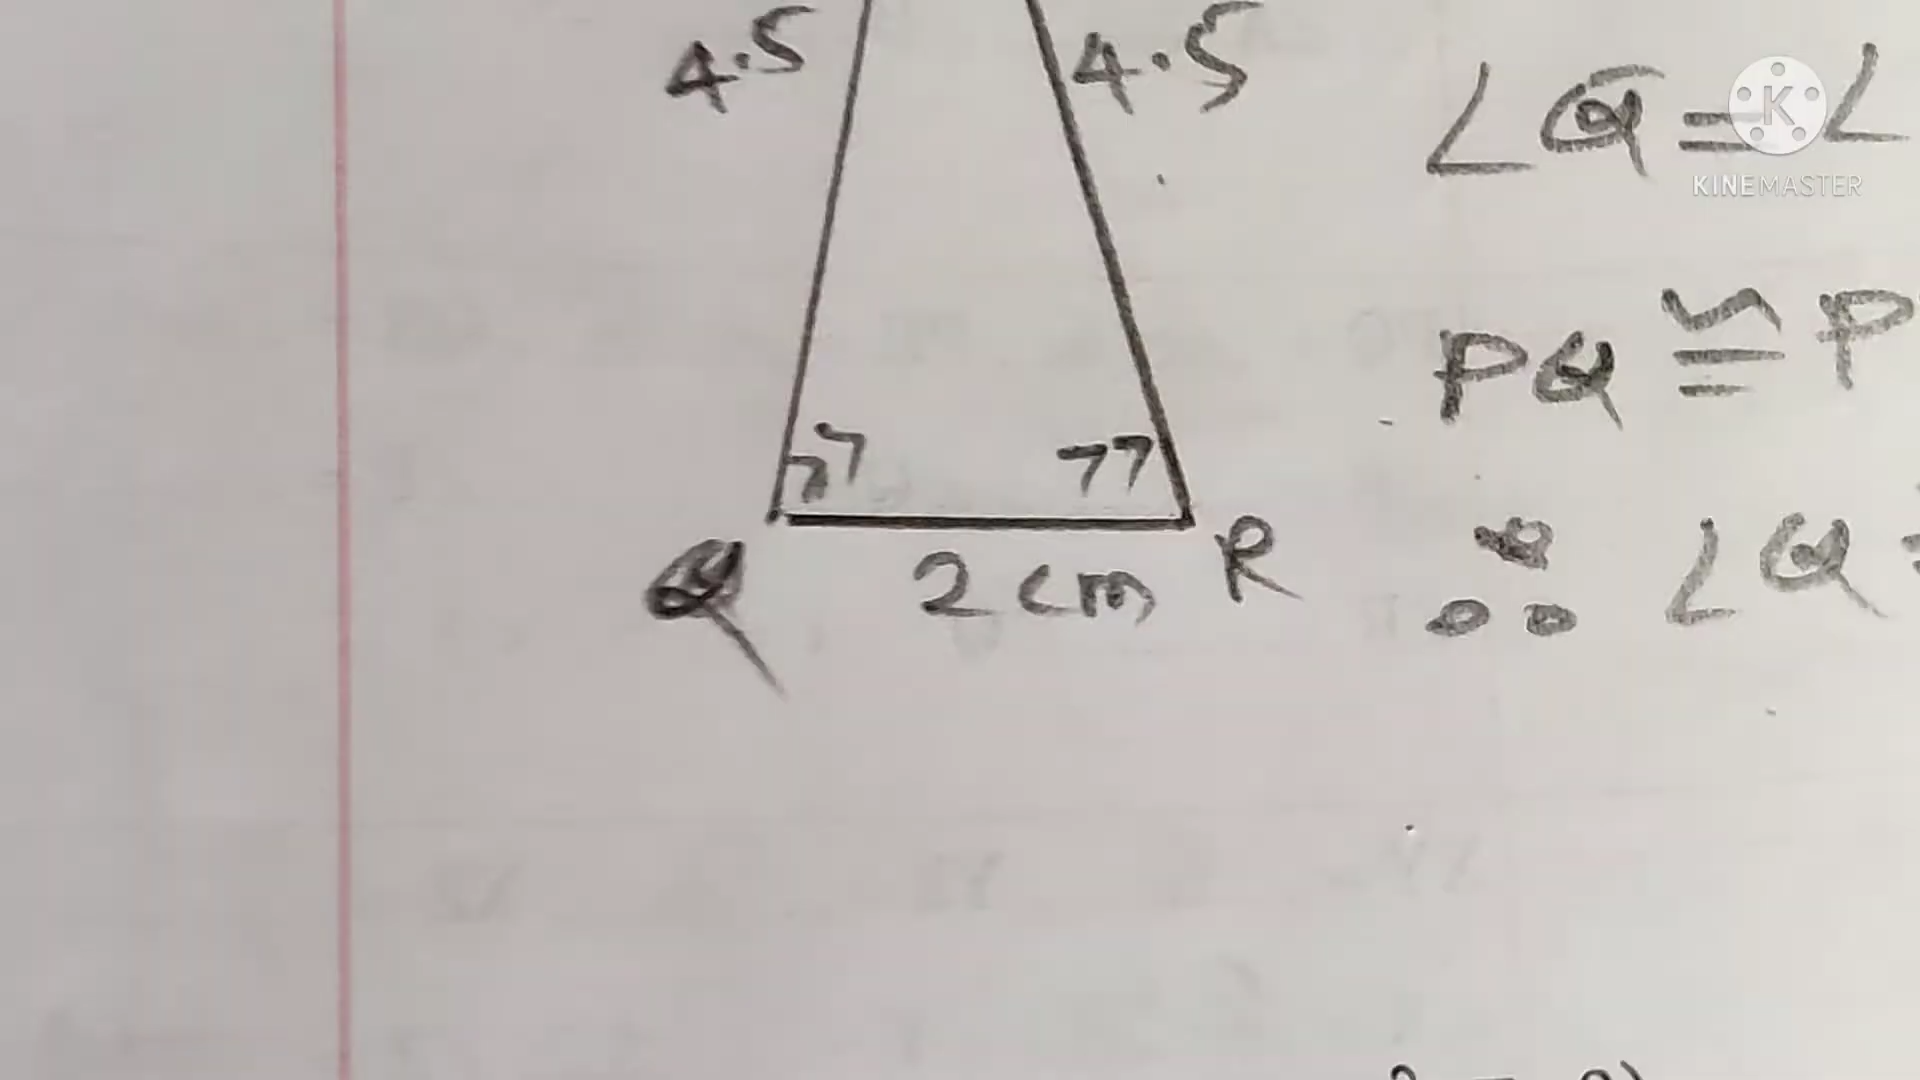 4.5
4.5
∠Q = ∠
KINEMASTER
PQ ≅ P
77
77
∴ ∠Q =
Q
2 cm
R